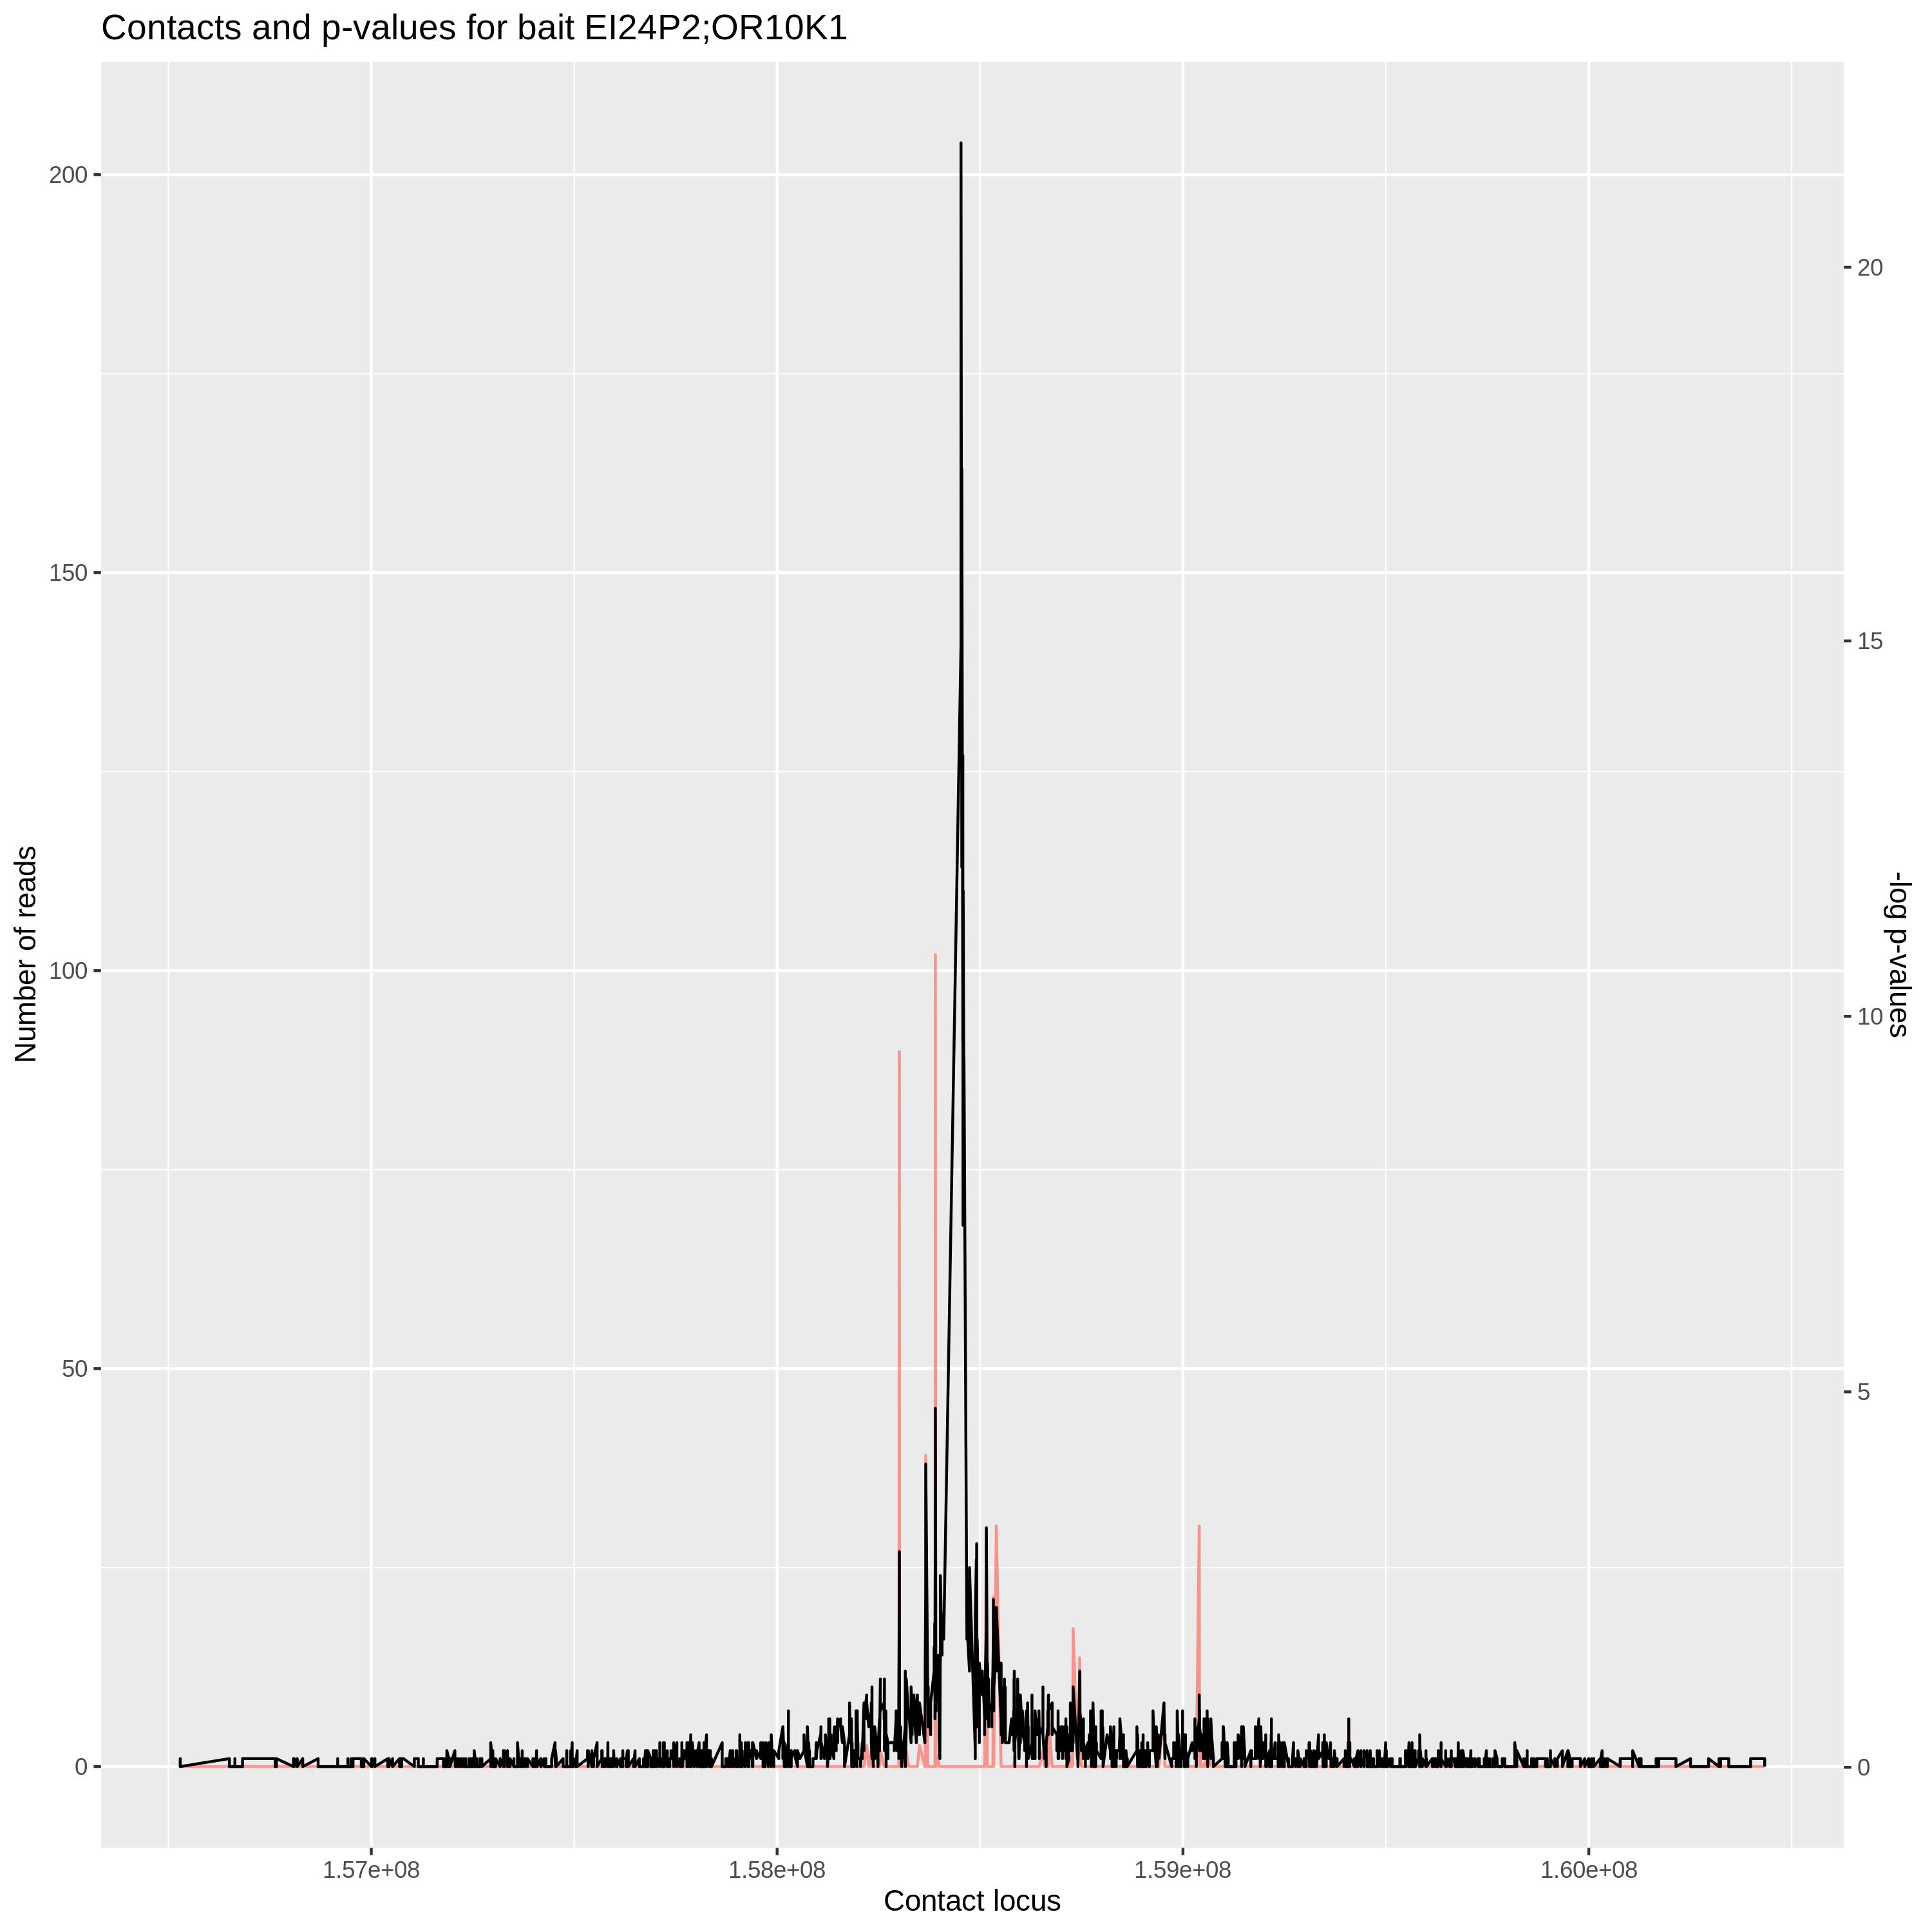 Contacts and p-values for bait EI24P2;OR10K1
200
150
100
50
0
20
15
10
5
0
Number of reads
-log p-values
1.57e+08
1.58e+08
1.59e+08
1.60e+08
Contact locus